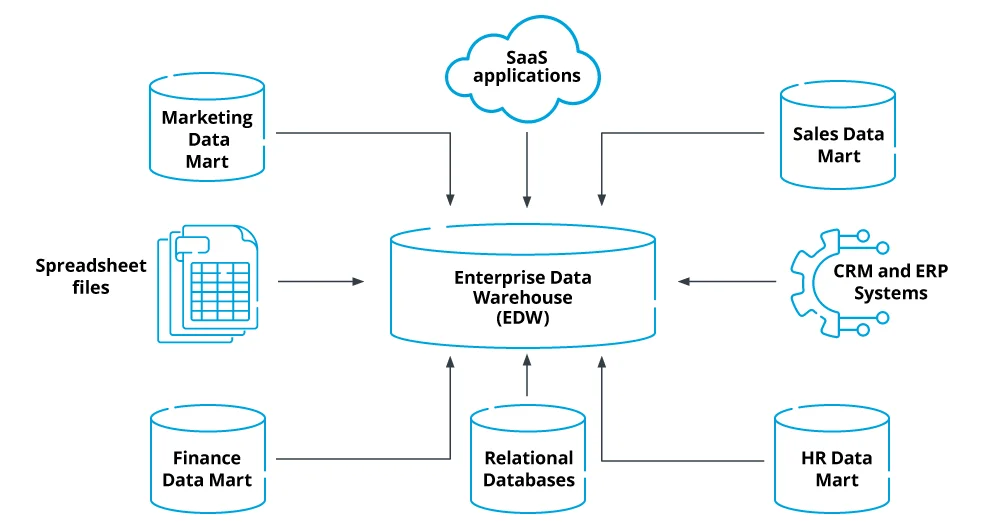 SaaS
applications
Marketing
Data
Mart
Sales Data
Mart
Spreadsheet
files
Enterprise Data
Warehouse
(EDW)
CRM and ERP
Systems
Finance
Data Mart
Relational
Databases
HR Data
Mart